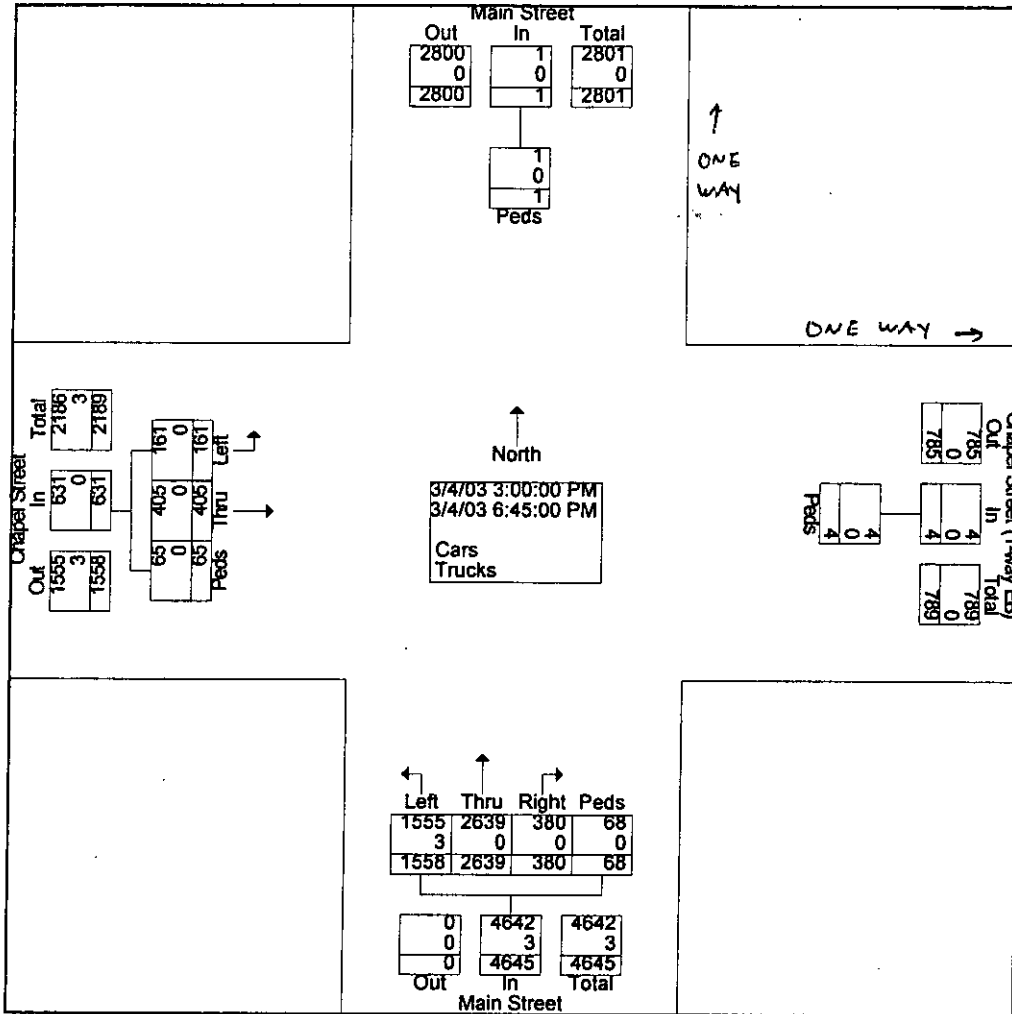 Main Street
Out In Total
2800 1 2801
0 0 0
2800 1 2801
1
0
1
Peds
↑
ONE
WAY
ONE WAY →
North
3/4/03 3:00:00 PM
3/4/03 6:45:00 PM
Cars
Trucks
Chapel Street
Total In Out
2186 631 1555
3 0 3
2189 631 1558
161 405 65
0 0 0
161 405 65
Left Thru Peds
Chapel Street (1-way EB)
Out In Total
785 4 789
0 0 0
785 4 789
4
0
4
Peds
Left Thru Right Peds
1555 2639 380 68
3 0 0 0
1558 2639 380 68
0 4642 4642
0 3 3
0 4645 4645
Out In Total
Main Street